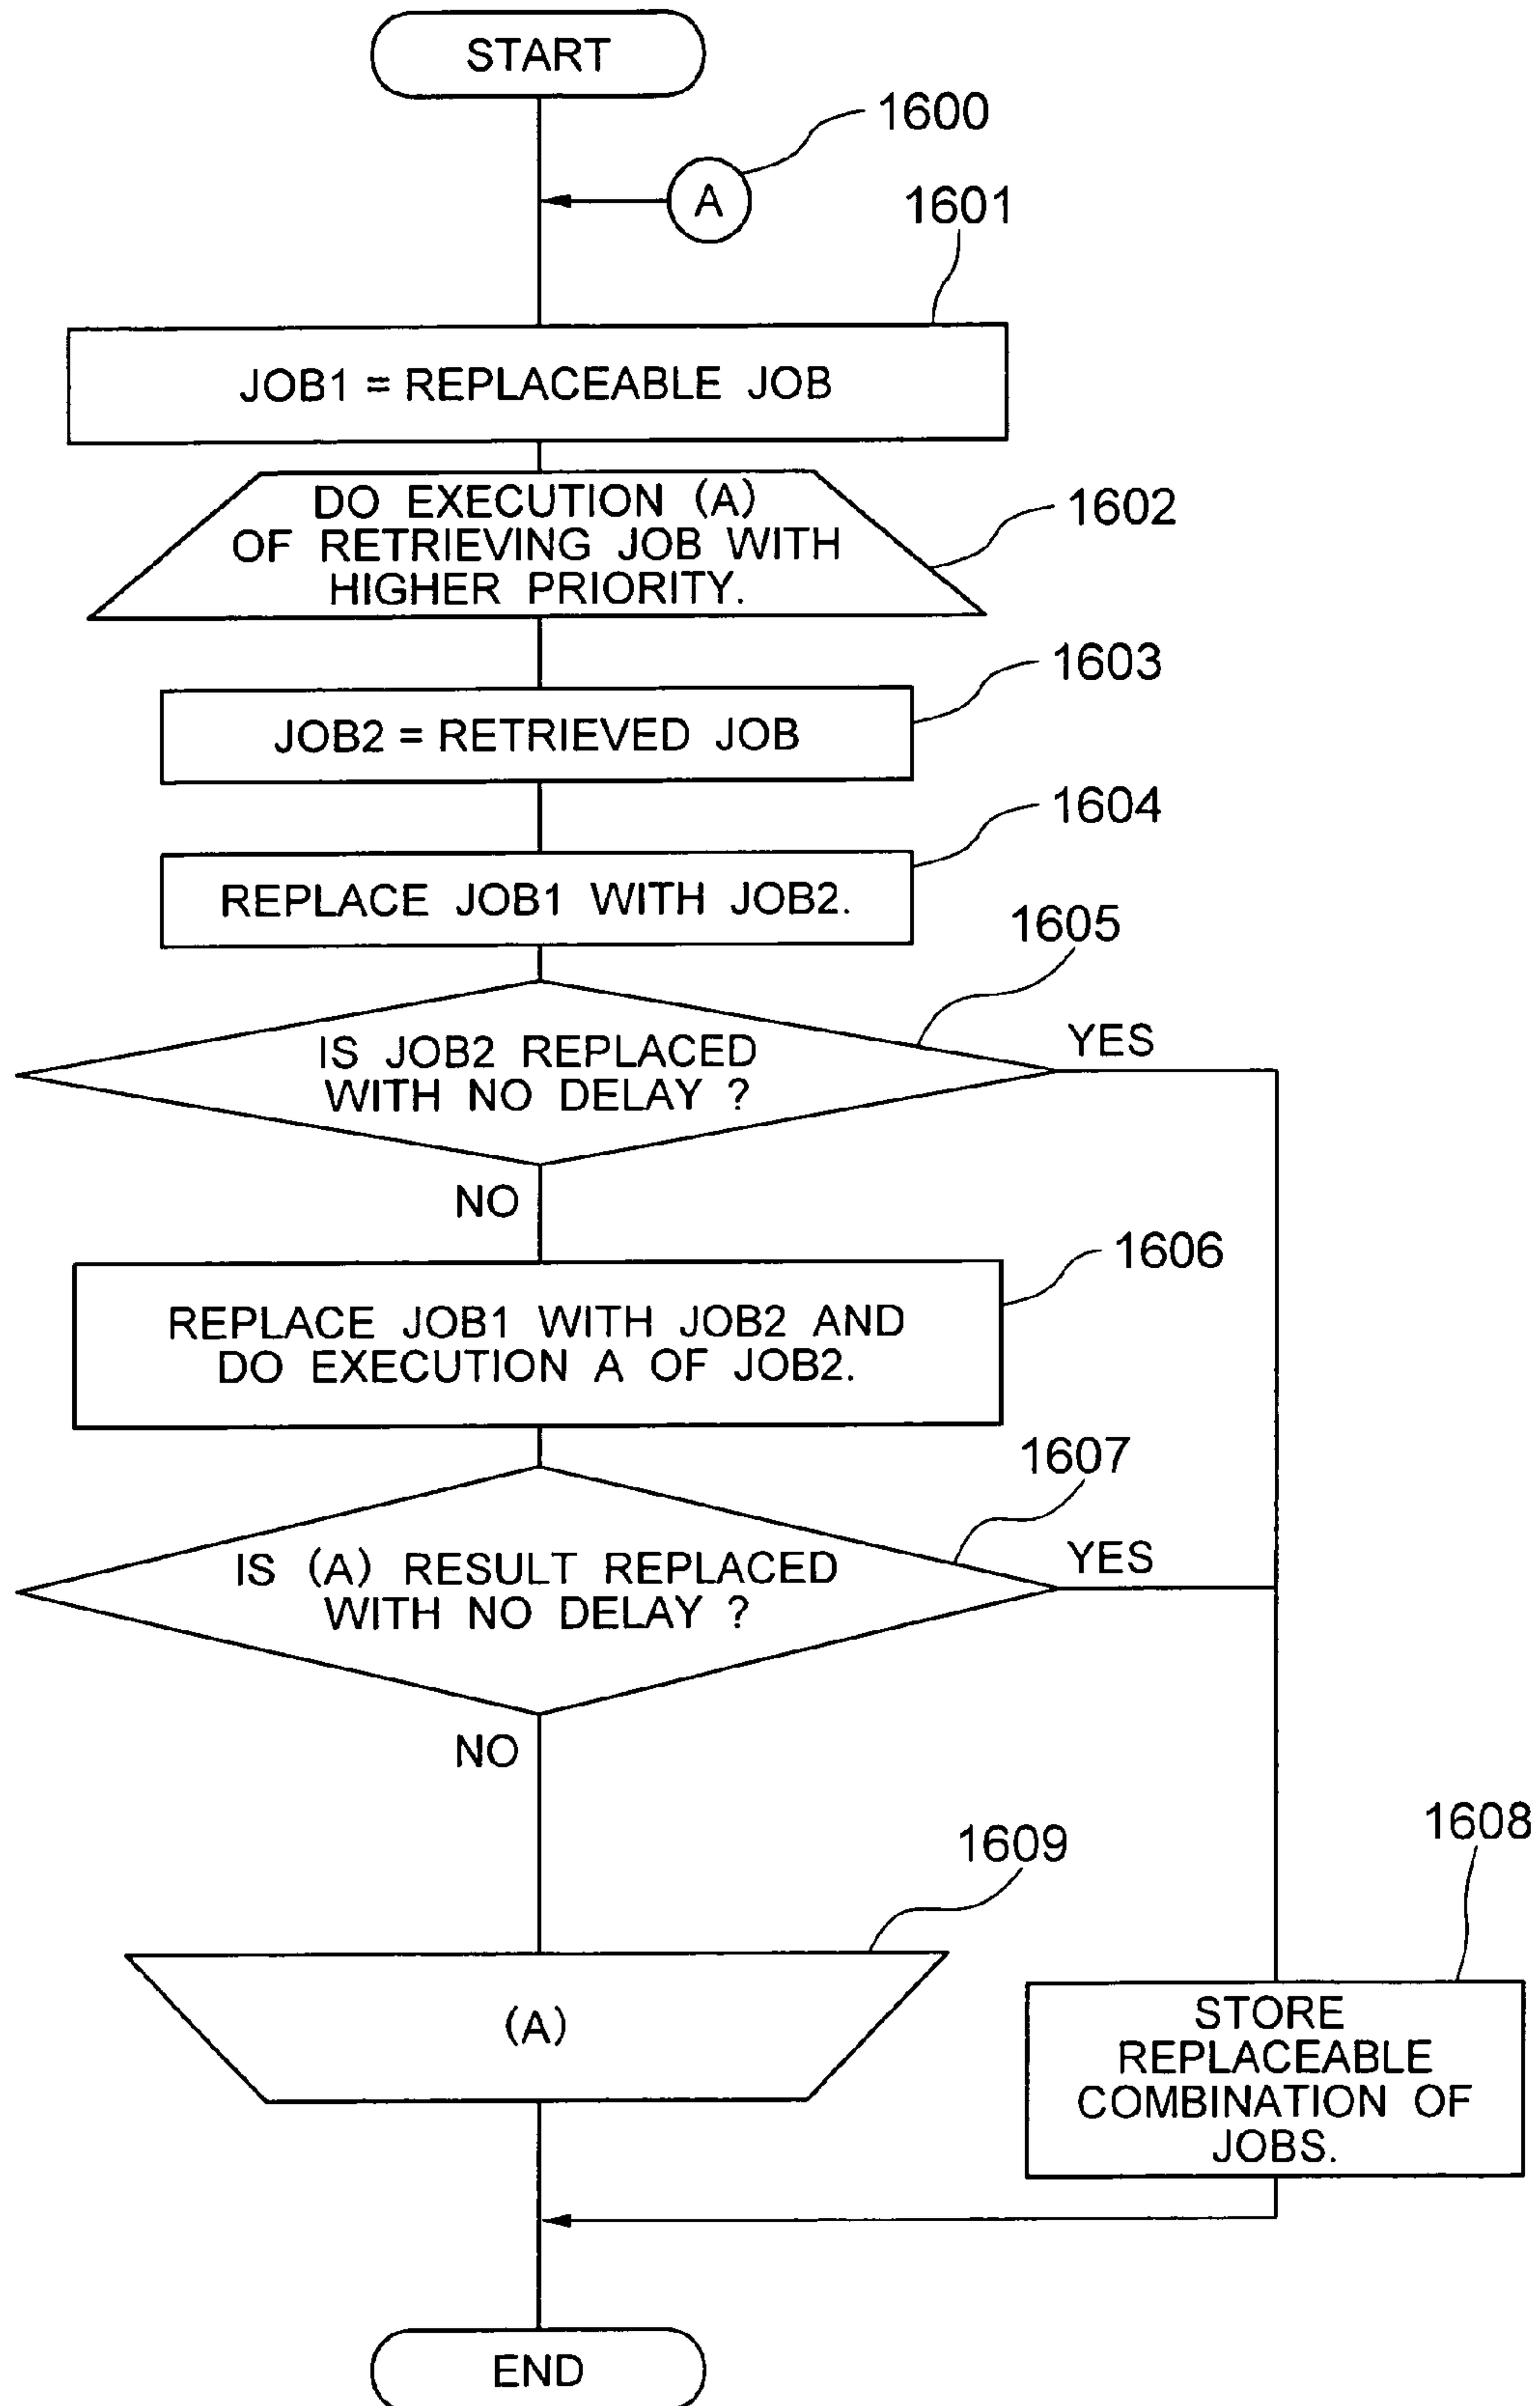 START
1600
A
1601
JOB1 = REPLACEABLE JOB
DO EXECUTION (A)
OF RETRIEVING JOB WITH
HIGHER PRIORITY.
1602
1603
JOB2 = RETRIEVED JOB
1604
REPLACE JOB1 WITH JOB2.
1605
IS JOB2 REPLACED
WITH NO DELAY ?
YES
NO
1606
REPLACE JOB1 WITH JOB2 AND
DO EXECUTION A OF JOB2.
1607
IS (A) RESULT REPLACED
WITH NO DELAY ?
YES
NO
1608
1609
(A)
STORE
REPLACEABLE
COMBINATION OF
JOBS.
END